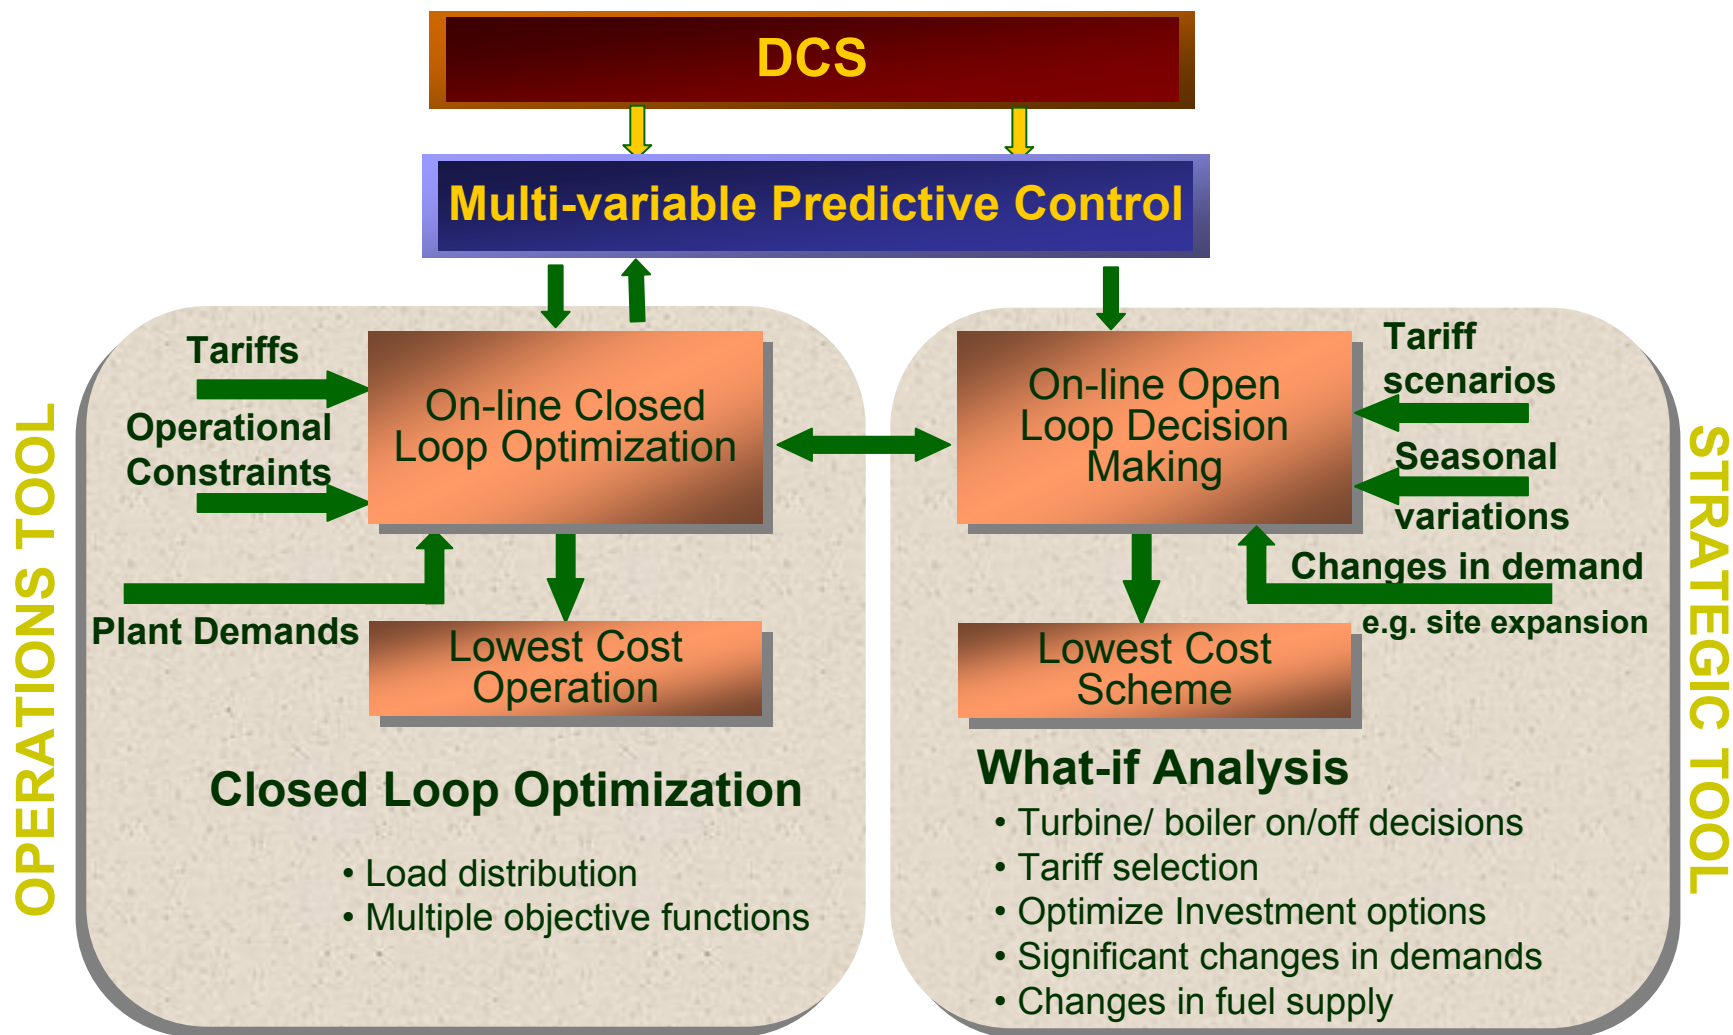 DCS
Multi-variable Predictive Control
OPERATIONS TOOL
Tariffs
Operational
Constraints
Plant Demands
On-line Closed
Loop Optimization
Lowest Cost
Operation
Closed Loop Optimization
• Load distribution
• Multiple objective functions
On-line Open
Loop Decision
Making
Tariff
scenarios
Seasonal
variations
Changes in demand
e.g. site expansion
Lowest Cost
Scheme
What-if Analysis
• Turbine/ boiler on/off decisions
• Tariff selection
• Optimize Investment options
• Significant changes in demands
• Changes in fuel supply
STRATEGIC TOOL